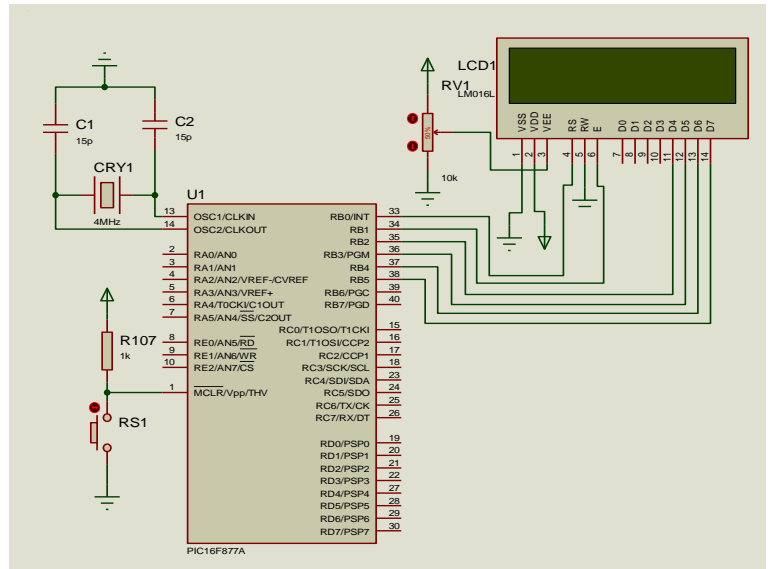 LCD1
LM016L
RV1
50%
10k
VSS VDD VEE RS RW E D0 D1 D2 D3 D4 D5 D6 D7
1 2 3 4 5 6 7 8 9 10 11 12 13 14
C1
15p
C2
15p
CRY1
4MHz
U1
13 OSC1/CLKIN RB0/INT 33
14 OSC2/CLKOUT RB1 34
RB2 35
2 RA0/AN0 RB3/PGM 36
3 RA1/AN1 RB4 37
4 RA2/AN2/VREF-/CVREF RB5 38
5 RA3/AN3/VREF+ RB6/PGC 39
6 RA4/T0CKI/C1OUT RB7/PGD 40
7 RA5/AN4/SS/C2OUT
RC0/T1OSO/T1CKI 15
8 RE0/AN5/RD RC1/T1OSI/CCP2 16
9 RE1/AN6/WR RC2/CCP1 17
10 RE2/AN7/CS RC3/SCK/SCL 18
RC4/SDI/SDA 23
1 MCLR/Vpp/THV RC5/SDO 24
RC6/TX/CK 25
RC7/RX/DT 26
RD0/PSP0 19
RD1/PSP1 20
RD2/PSP2 21
RD3/PSP3 22
RD4/PSP4 27
RD5/PSP5 28
RD6/PSP6 29
RD7/PSP7 30
PIC16F877A
R107
1k
RS1